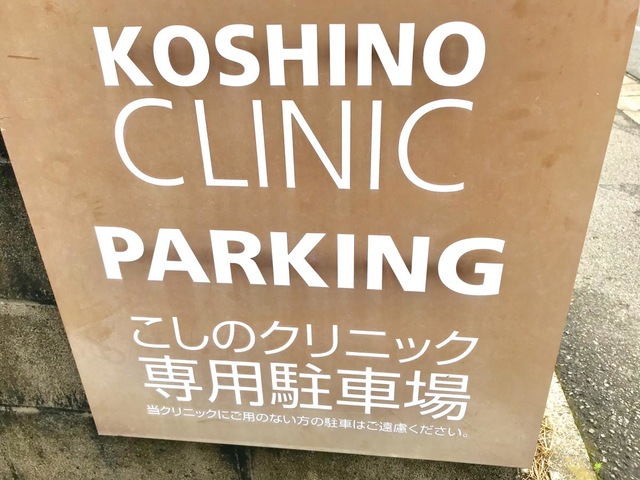 KOSHINO
CLINIC
PARKING
こしのクリニック
専用駐車場
当クリニックにご用のない方の駐車はご遠慮ください。